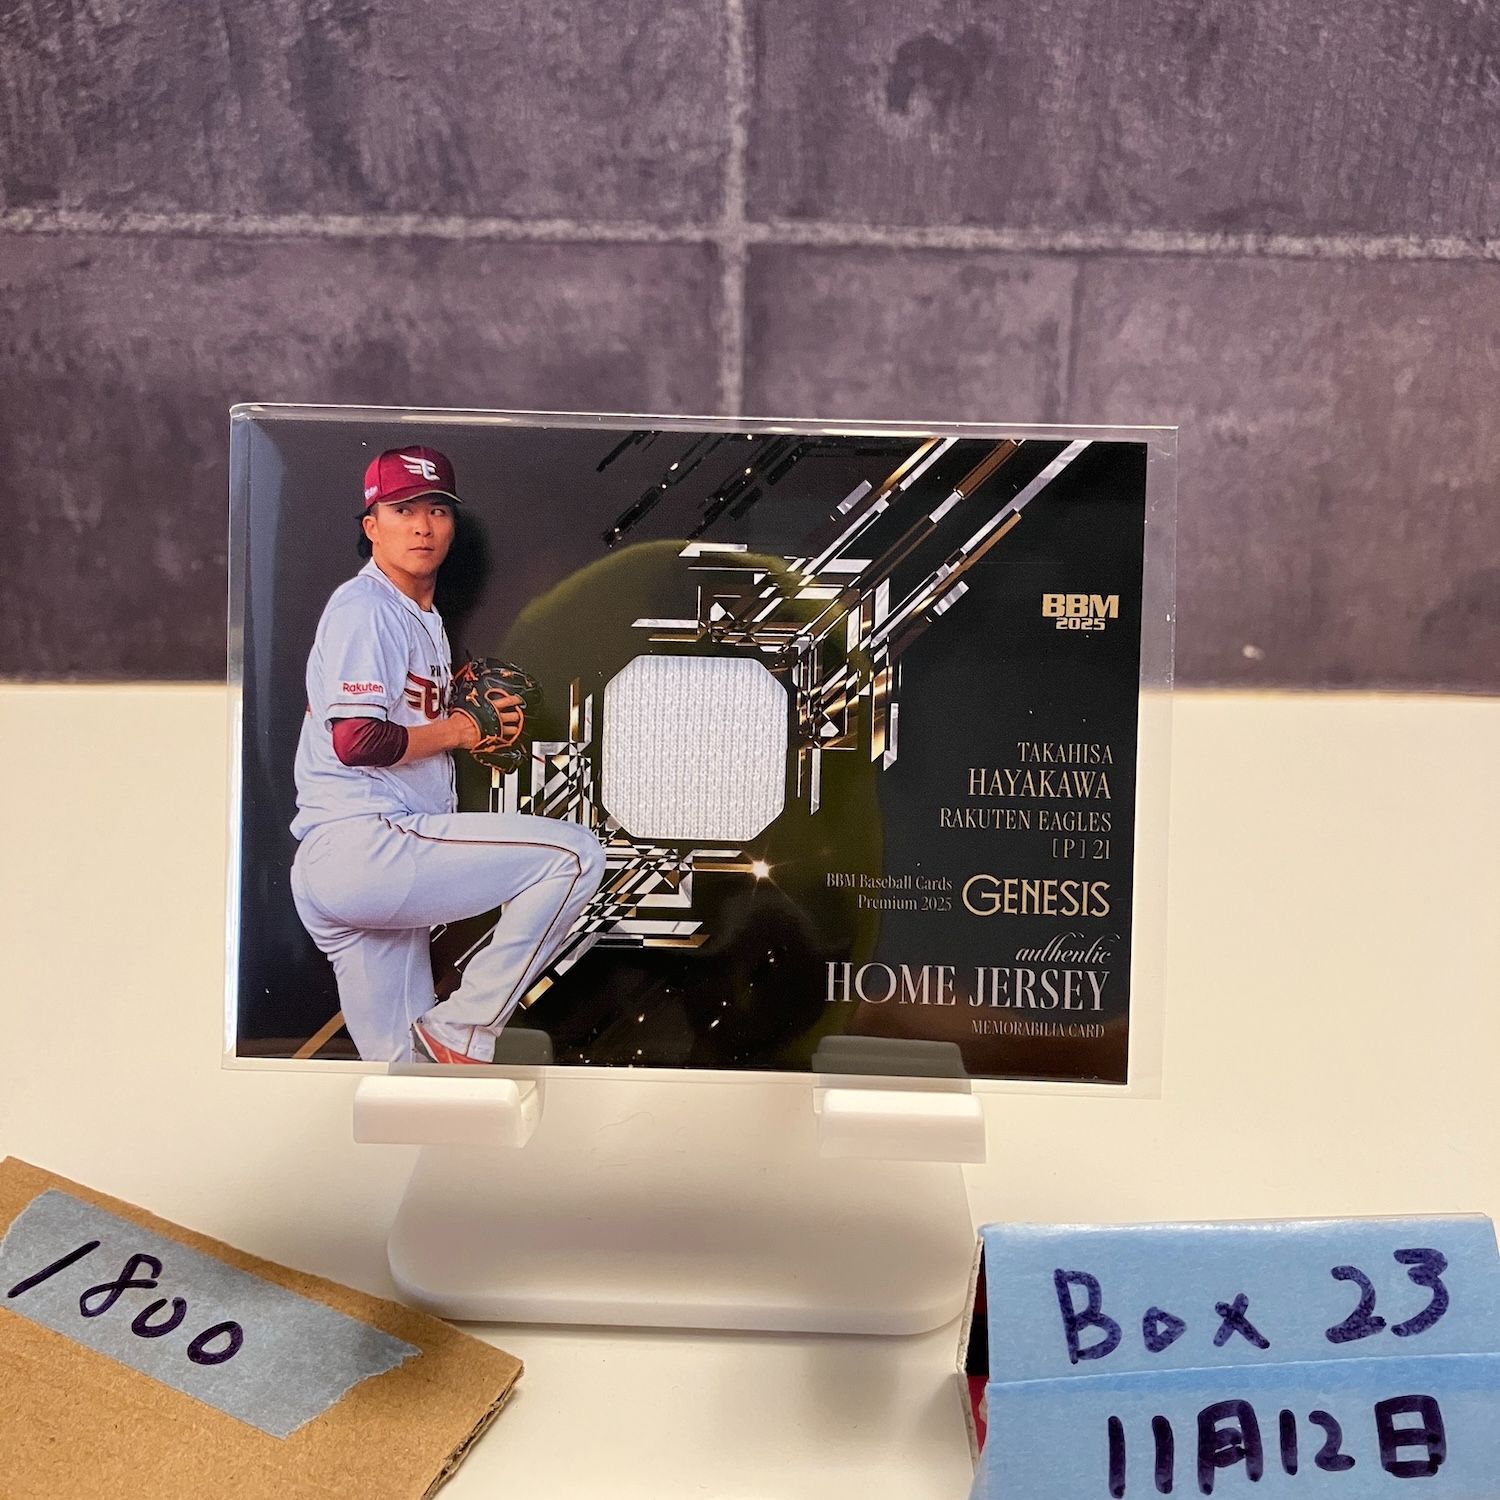 BBM
2025
Rakuten
TAKAHISA
HAYAKAWA
RAKUTEN EAGLES
[P] 21
BBM Baseball Cards
Premium 2025
GENESIS
authentic
HOME JERSEY
MEMORABILIA CARD
1800
Box 23
11月12日